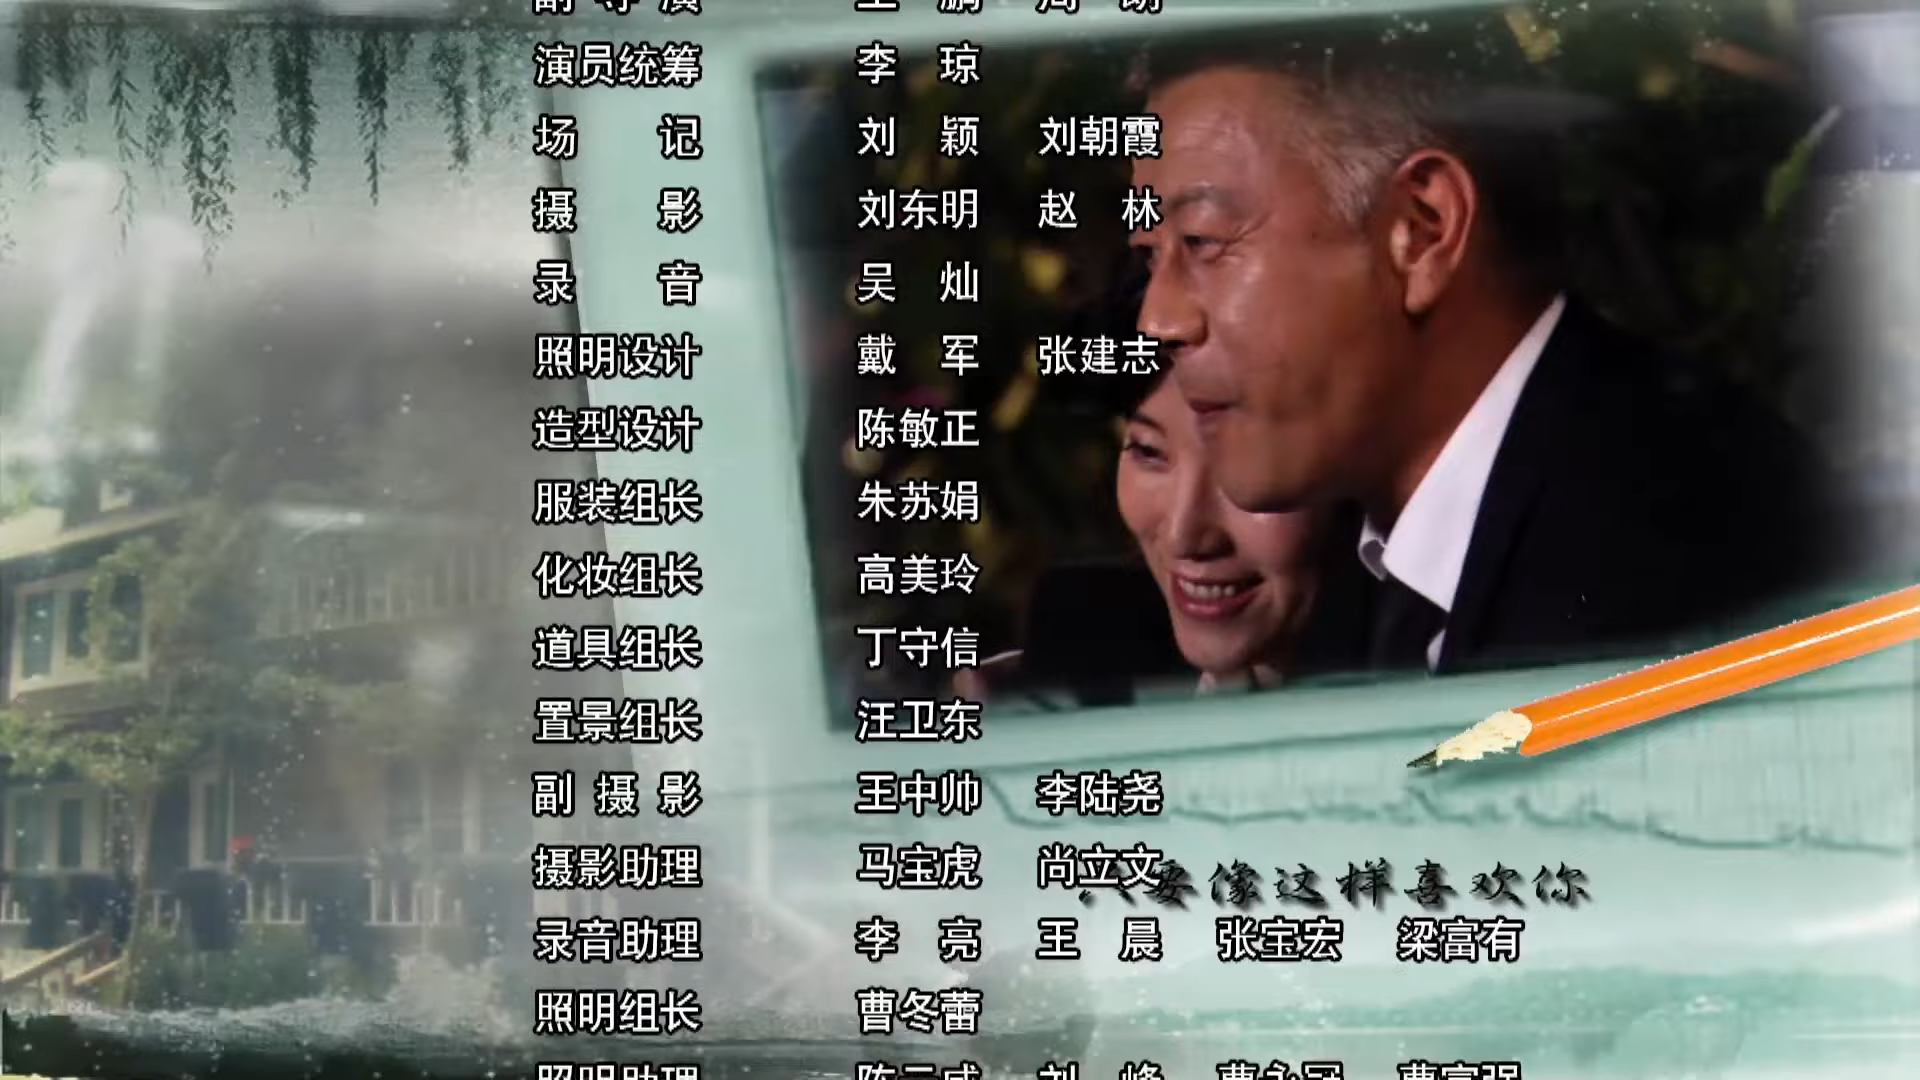 演员统筹 李琼
场记 刘颖 刘朝霞
摄影 刘东明 赵林
录音 吴灿
照明设计 戴军 张建志
造型设计 陈敏正
服装组长 朱苏娟
化妆组长 高美玲
道具组长 丁守信
置景组长 汪卫东
副摄影 王中帅 李陆尧
摄影助理 马宝虎 尚立文
要像这样喜欢你
录音助理 李亮 王晨 张宝宏 梁富有
照明组长 曹冬蕾